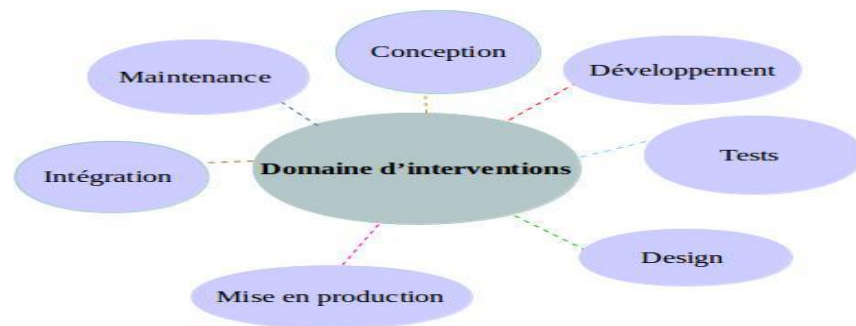 Conception
Maintenance
Développement
Domaine d’interventions
Tests
Intégration
Design
Mise en production